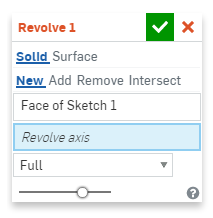 Revolve 1
Solid Surface
New Add Remove Intersect
Face of Sketch 1
Revolve axis
Full
?